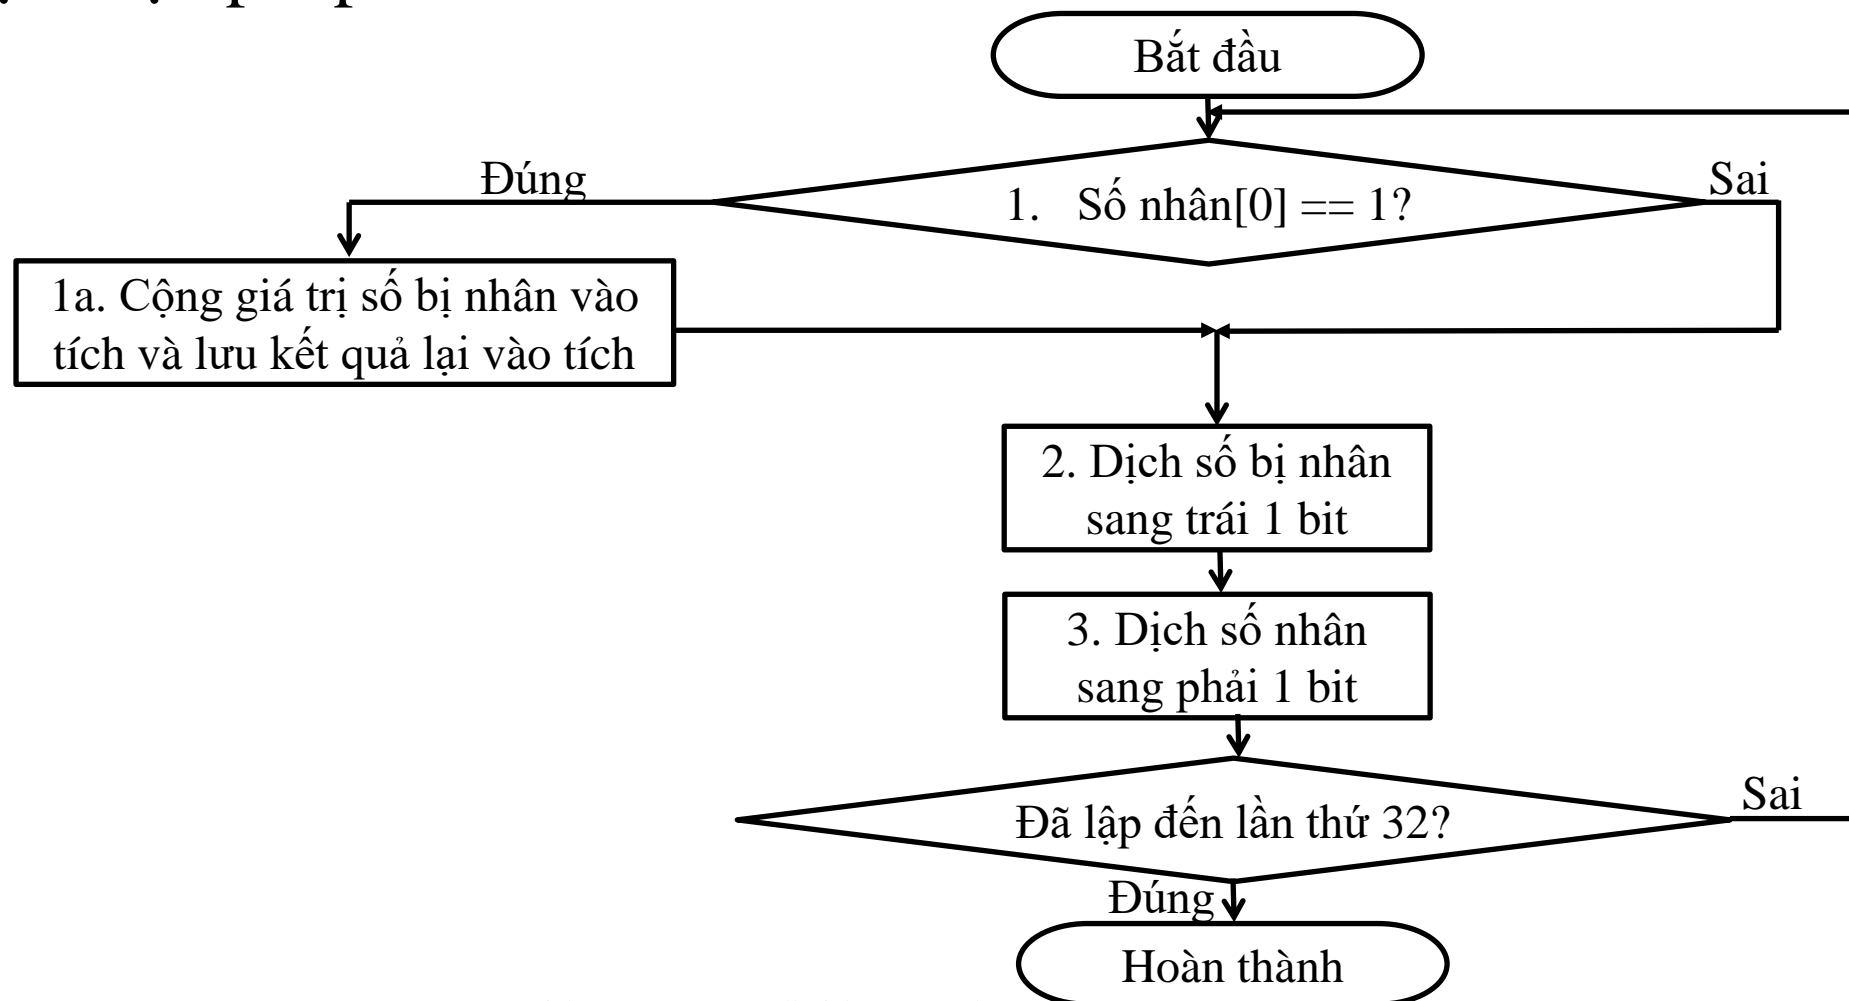 Bắt đầu
Đúng
Sai
1. Số nhân[0] == 1?
1a. Cộng giá trị số bị nhân vào
tích và lưu kết quả lại vào tích
2. Dịch số bị nhân
sang trái 1 bit
3. Dịch số nhân
sang phải 1 bit
Sai
Đã lập đến lần thứ 32?
Đúng
Hoàn thành